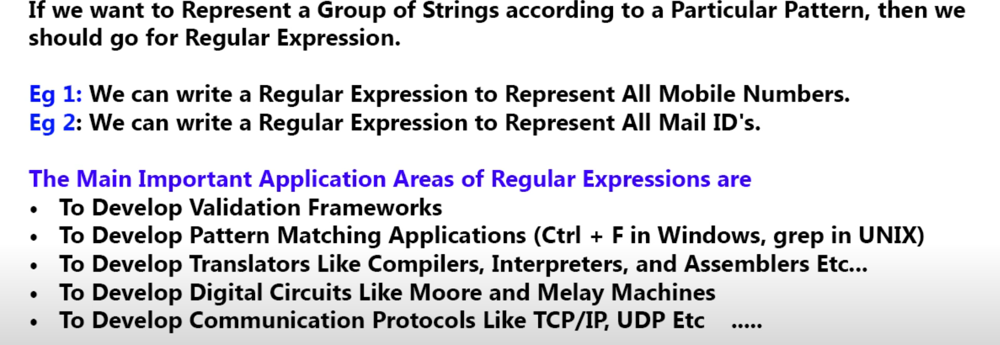 If we want to Represent a Group of Strings according to a Particular Pattern, then we
should go for Regular Expression.
Eg 1: We can write a Regular Expression to Represent All Mobile Numbers.
Eg 2: We can write a Regular Expression to Represent All Mail ID's.
The Main Important Application Areas of Regular Expressions are
• To Develop Validation Frameworks
• To Develop Pattern Matching Applications (Ctrl + F in Windows, grep in UNIX)
• To Develop Translators Like Compilers, Interpreters, and Assemblers Etc...
• To Develop Digital Circuits Like Moore and Melay Machines
• To Develop Communication Protocols Like TCP/IP, UDP Etc .....